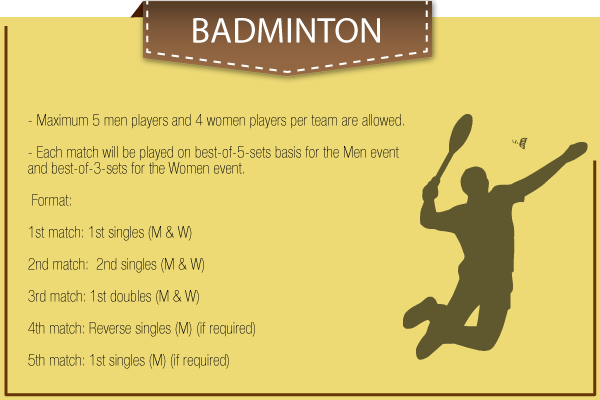 BADMINTON
- Maximum 5 men players and 4 women players per team are allowed.
- Each match will be played on best-of-5-sets basis for the Men event
and best-of-3-sets for the Women event.
Format:
1st match: 1st singles (M & W)
2nd match: 2nd singles (M & W)
3rd match: 1st doubles (M & W)
4th match: Reverse singles (M) (if required)
5th match: 1st singles (M) (if required)